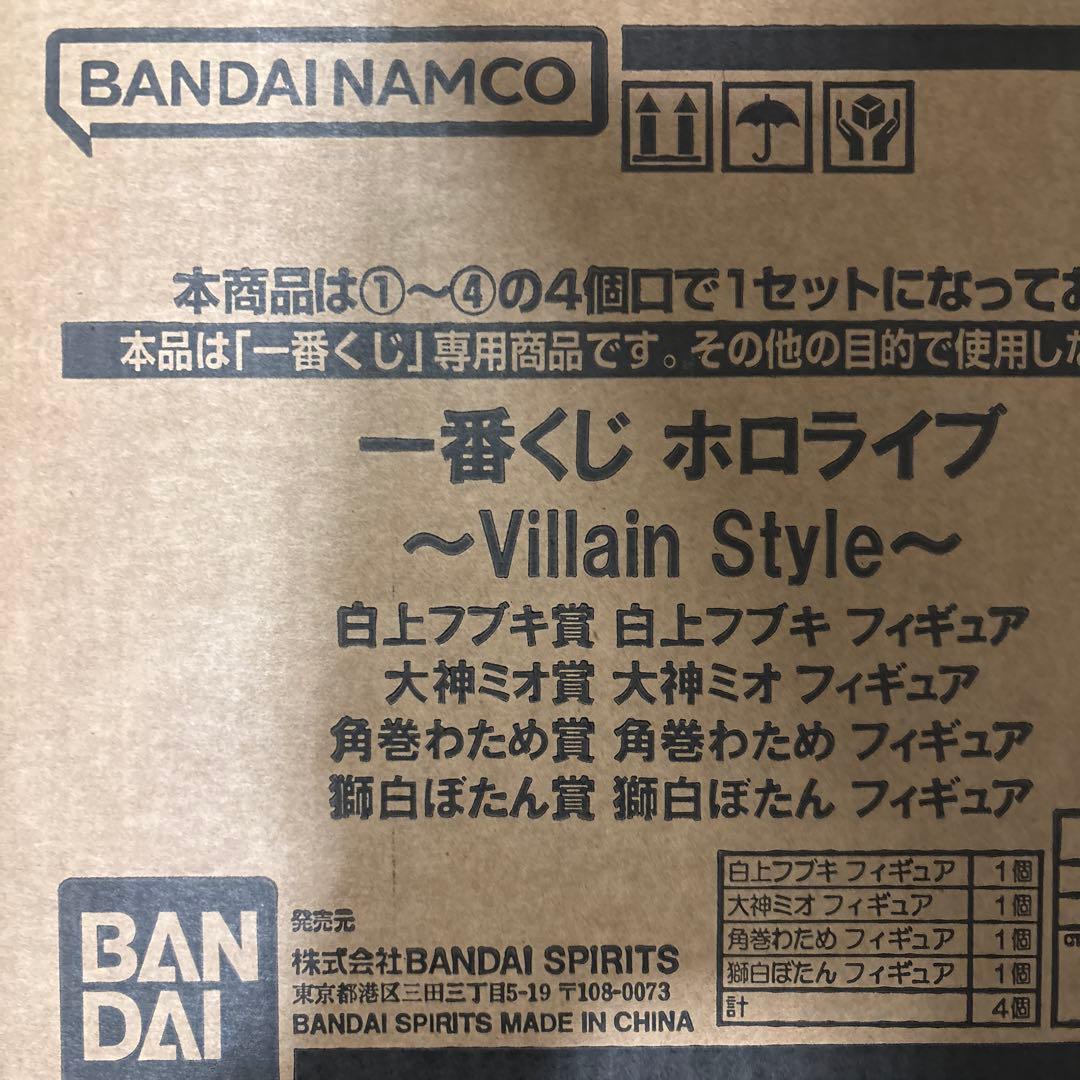 BANDAI NAMCO
本商品は①〜④の4個口で1セットになってお
本品は「一番くじ」専用商品です。その他の目的で使用した
一番くじ ホロライブ
〜Villain Style〜
白上フブキ賞 白上フブキ フィギュア
大神ミオ賞 大神ミオ フィギュア
角巻わため賞 角巻わため フィギュア
獅白ぼたん賞 獅白ぼたん フィギュア
白上フブキ フィギュア 1個
大神ミオ フィギュア 1個
角巻わため フィギュア 1個
獅白ぼたん フィギュア 1個
計 4個
BAN
DAI
発売元
株式会社BANDAI SPIRITS
東京都港区三田三丁目5-19 〒108-0073
BANDAI SPIRITS MADE IN CHINA